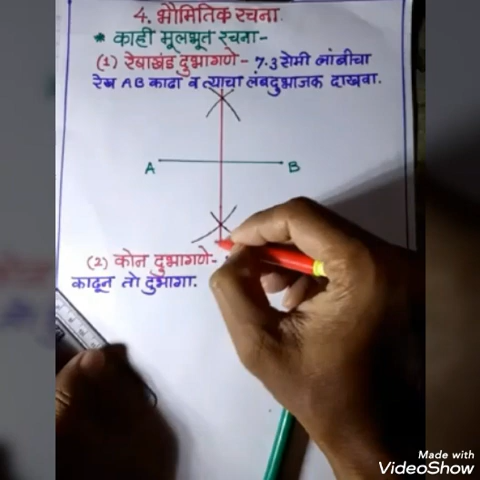 4. भौमितिक रचना.
* काही मूलभूत रचना-
(1) रेषाखंड दुभागणे- 7.3 सेमी लांबीचा
रेख AB काढा व त्याचा लंबदुभाजक दाखवा.
A B
(2) कोन दुभागणे-
काढून तो दुभागा.
Made with
VideoShow